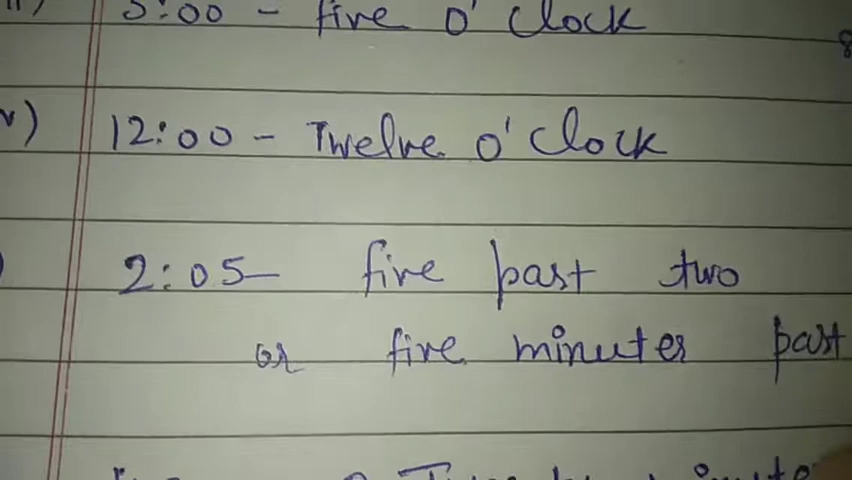 5:00 - five o' Clock
v) 12:00 - Twelve o' Clock
) 2:05- five past two
or five minutes past